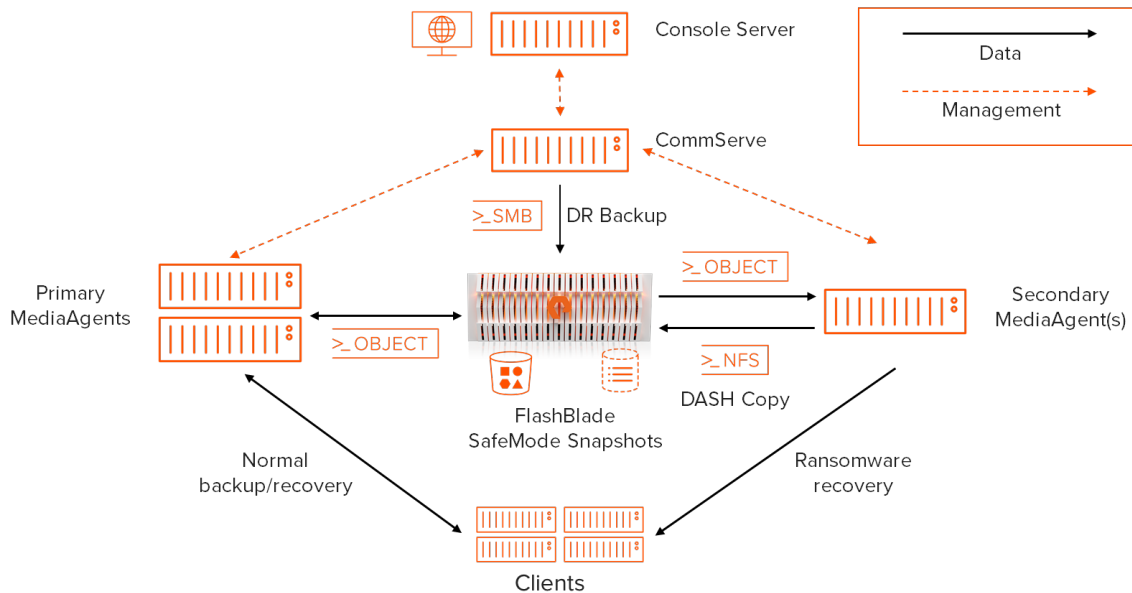 Console Server
Data
Management
CommServe
>_SMB
DR Backup
>_OBJECT
Primary
MediaAgents
>_OBJECT
Secondary
MediaAgent(s)
>_NFS
DASH Copy
FlashBlade
SafeMode Snapshots
Normal
backup/recovery
Ransomware
recovery
Clients